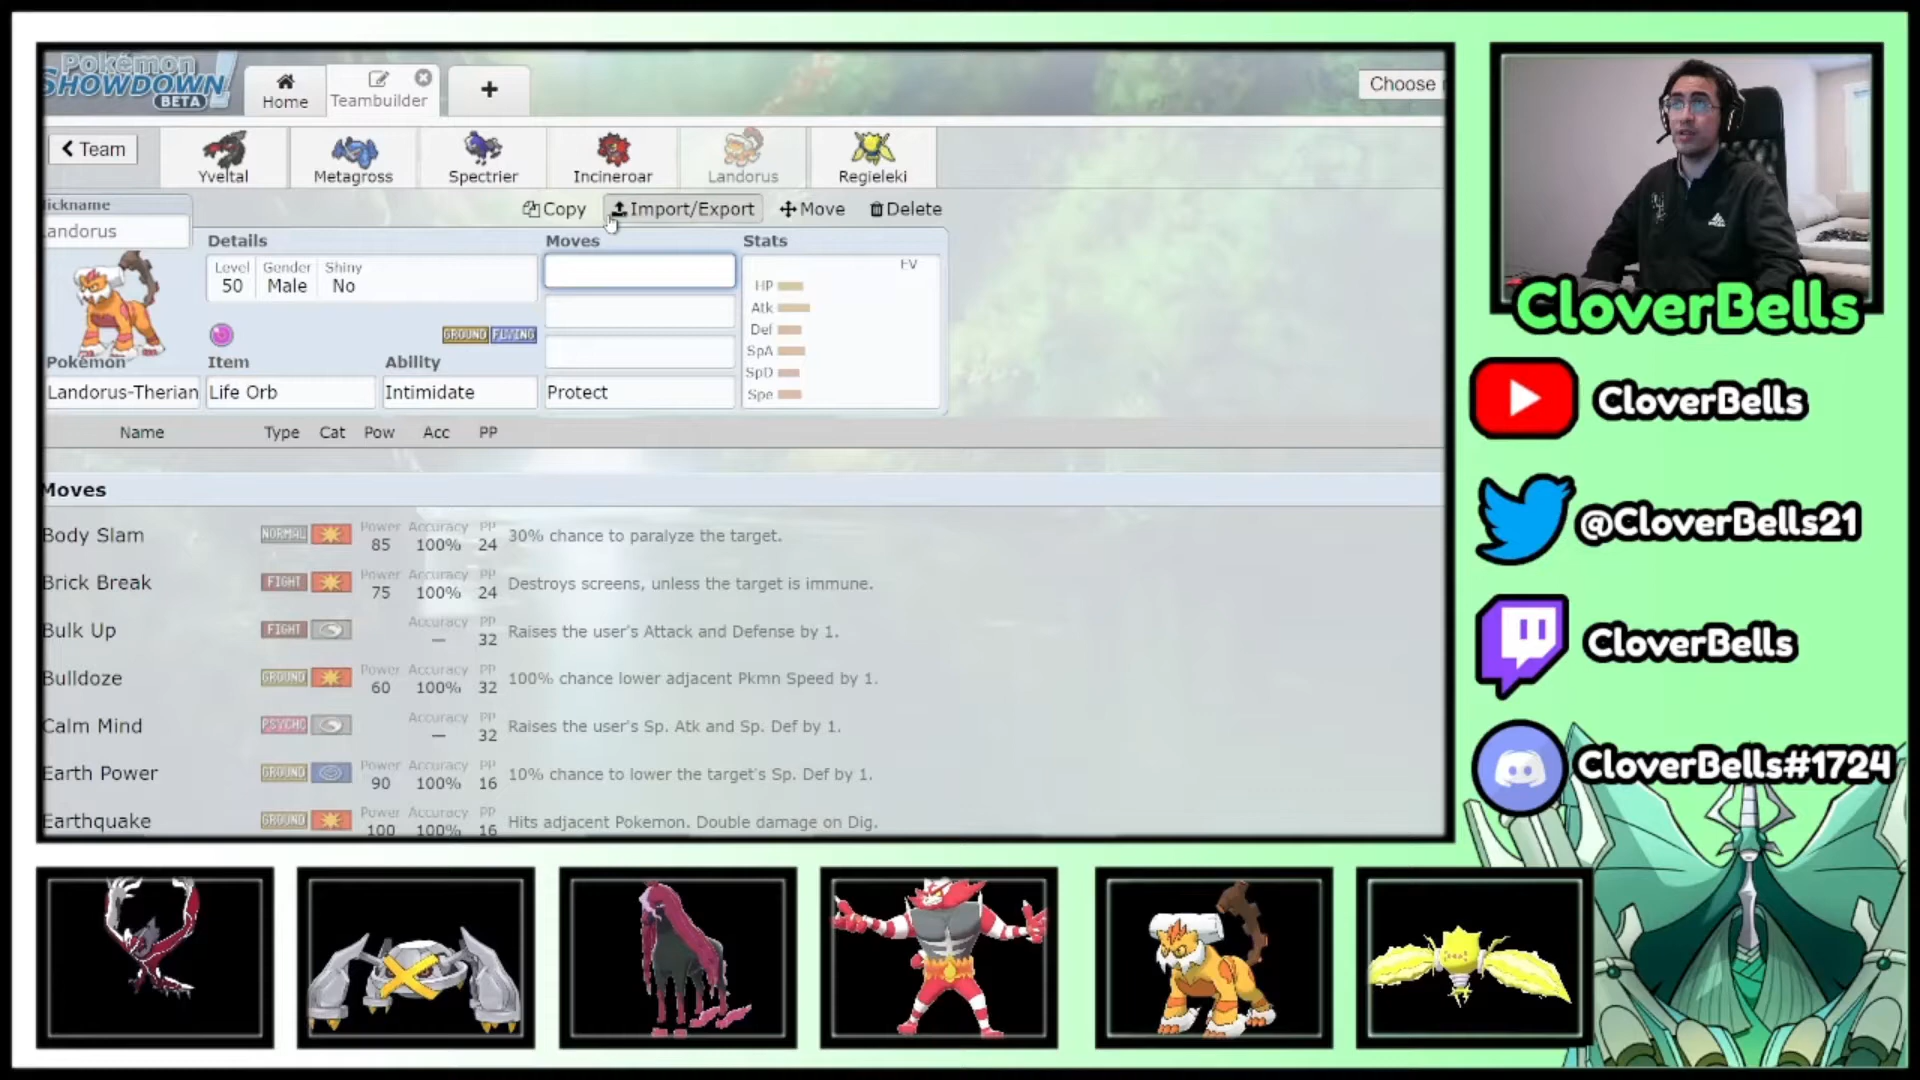 Pokémon
SHOWDOWN!
BETA
Home
Teambuilder
+
Choose
Team
Yveltal
Metagross
Spectrier
Incineroar
Landorus
Regieleki
ickname
andorus
Copy
Import/Export
Move
Delete
Details
Moves
Stats
Level Gender Shiny
50 Male No
EV
HP
Atk
Def
SpA
SpD
Spe
GROUND FLYING
Pokémon
Item
Ability
Landorus-Therian
Life Orb
Intimidate
Protect
Name Type Cat Pow Acc PP
Moves
Body Slam NORMAL Power 85 Accuracy 100% PP 24 30% chance to paralyze the target.
Brick Break FIGHT Power 75 Accuracy 100% PP 24 Destroys screens, unless the target is immune.
Bulk Up FIGHT Accuracy — PP 32 Raises the user's Attack and Defense by 1.
Bulldoze GROUND Power 60 Accuracy 100% PP 32 100% chance lower adjacent Pkmn Speed by 1.
Calm Mind PSYCHC Accuracy — PP 32 Raises the user's Sp. Atk and Sp. Def by 1.
Earth Power GROUND Power 90 Accuracy 100% PP 16 10% chance to lower the target's Sp. Def by 1.
Earthquake GROUND Power 100 Accuracy 100% PP 16 Hits adjacent Pokemon. Double damage on Dig.
CloverBells
CloverBells
@CloverBells21
CloverBells
CloverBells#1724